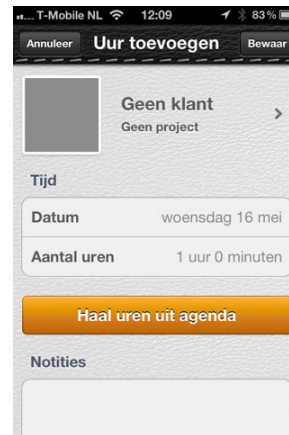 T-Mobile NL 12:09 83%
Annuleer Uur toevoegen Bewaar
Geen klant
Geen project
Tijd
Datum woensdag 16 mei
Aantal uren 1 uur 0 minuten
Haal uren uit agenda
Notities